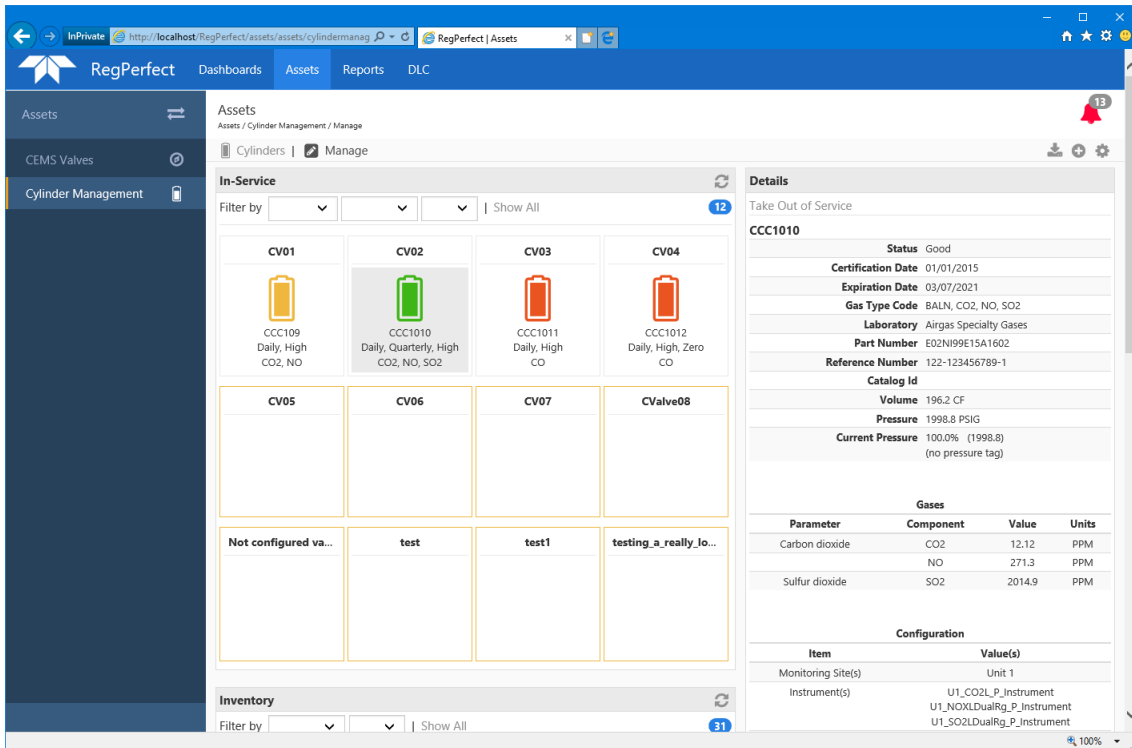 InPrivate http://localhost/RegPerfect/assets/assets/cylindermanag RegPerfect | Assets
RegPerfect Dashboards Assets Reports DLC
Assets
CEMS Valves
Cylinder Management
Assets
13
Assets / Cylinder Management / Manage
Cylinders | Manage
In-Service
Filter by | Show All 12
CV01 CV02 CV03 CV04
CCC109 CCC1010 CCC1011 CCC1012
Daily, High Daily, Quarterly, High Daily, High Daily, High, Zero
CO2, NO CO2, NO, SO2 CO CO
CV05 CV06 CV07 CValve08
Not configured va... test test1 testing_a_really_lo...
Inventory
Filter by | Show All 31
Details
Take Out of Service
CCC1010
Status Good
Certification Date 01/01/2015
Expiration Date 03/07/2021
Gas Type Code BALN, CO2, NO, SO2
Laboratory Airgas Specialty Gases
Part Number E02NI99E15A1602
Reference Number 122-123456789-1
Catalog Id
Volume 196.2 CF
Pressure 1998.8 PSIG
Current Pressure 100.0% (1998.8)
(no pressure tag)
Gases
Parameter Component Value Units
Carbon dioxide CO2 12.12 PPM
NO 271.3 PPM
Sulfur dioxide SO2 2014.9 PPM
Configuration
Item Value(s)
Monitoring Site(s) Unit 1
Instrument(s) U1_CO2L_P_Instrument
U1_NOXLDualRg_P_Instrument
U1_SO2LDualRg_P_Instrument
100%